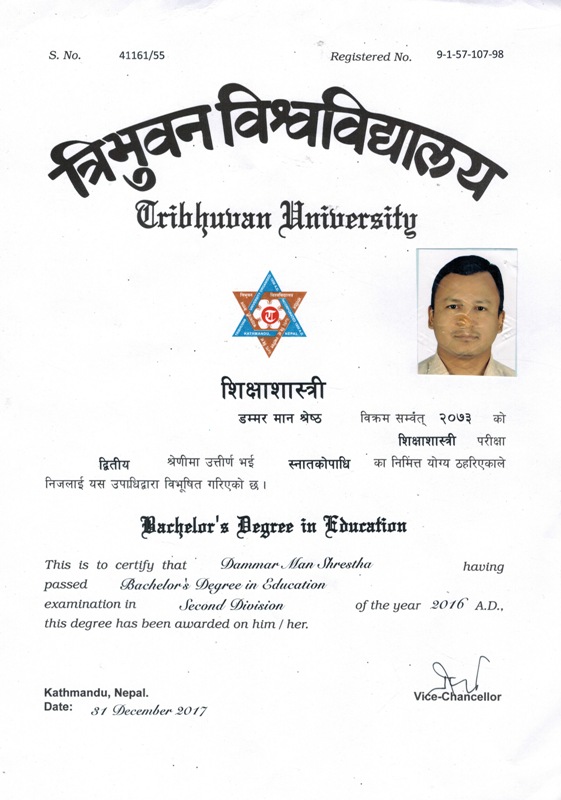 S. No. 41161/55 Registered No. 9-1-57-107-98
त्रिभुवन विश्वविद्यालय
Tribhuvan University
त्रिभुवन विश्वविद्यालय
KATHMANDU, NEPAL
शिक्षाशास्त्री
डम्मर मान श्रेष्ठ विक्रम सम्वत् २०७३ को
शिक्षाशास्त्री परीक्षा
द्वितीय श्रेणीमा उत्तीर्ण भई स्नातकोपाधि का निमित्त योग्य ठहरिएकाले
निजलाई यस उपाधिद्वारा विभूषित गरिएको छ ।
Bachelor's Degree in Education
This is to certify that Dammar Man Shrestha having
passed Bachelor's Degree in Education
examination in Second Division of the year 2016 A.D.,
this degree has been awarded on him / her.
Kathmandu, Nepal.
Vice-Chancellor
Date: 31 December 2017